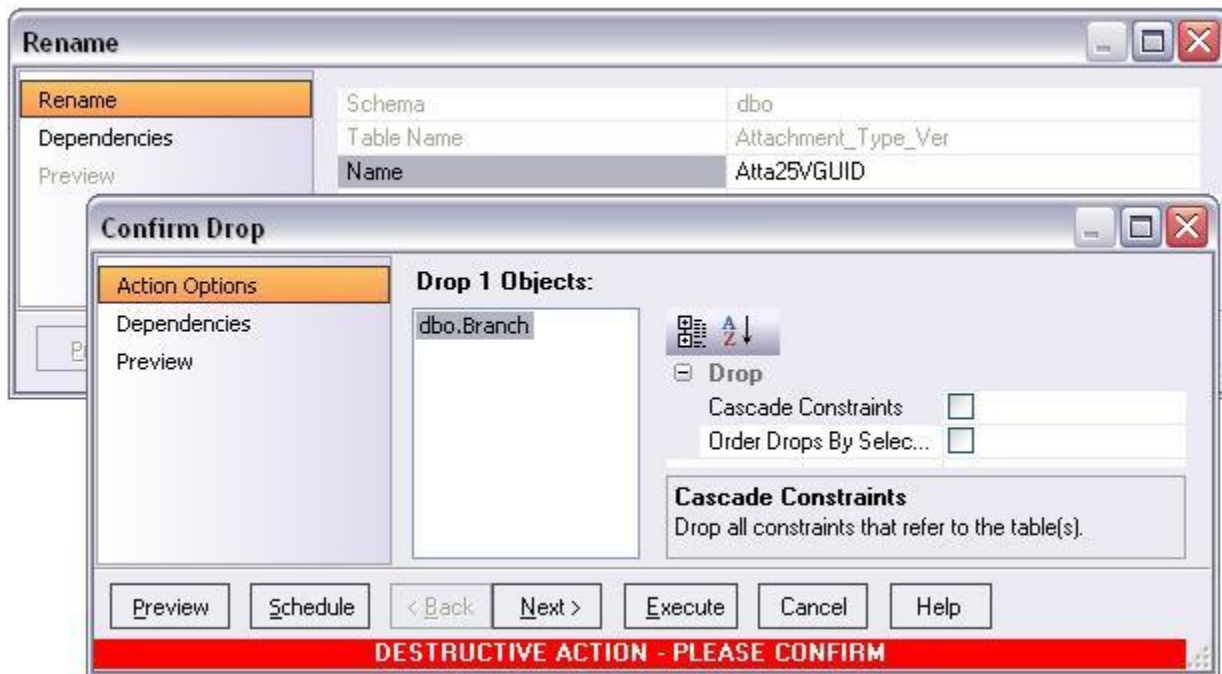 Rename
Rename
Schema dbo
Dependencies
Table Name Attachment_Type_Ver
Preview
Name Atta25VGUID
Confirm Drop
Action Options
Dependencies
Preview
Drop 1 Objects:
dbo.Branch
Drop
Cascade Constraints
Order Drops By Selec...
Cascade Constraints
Drop all constraints that refer to the table(s).
Preview Schedule < Back Next > Execute Cancel Help
DESTRUCTIVE ACTION - PLEASE CONFIRM